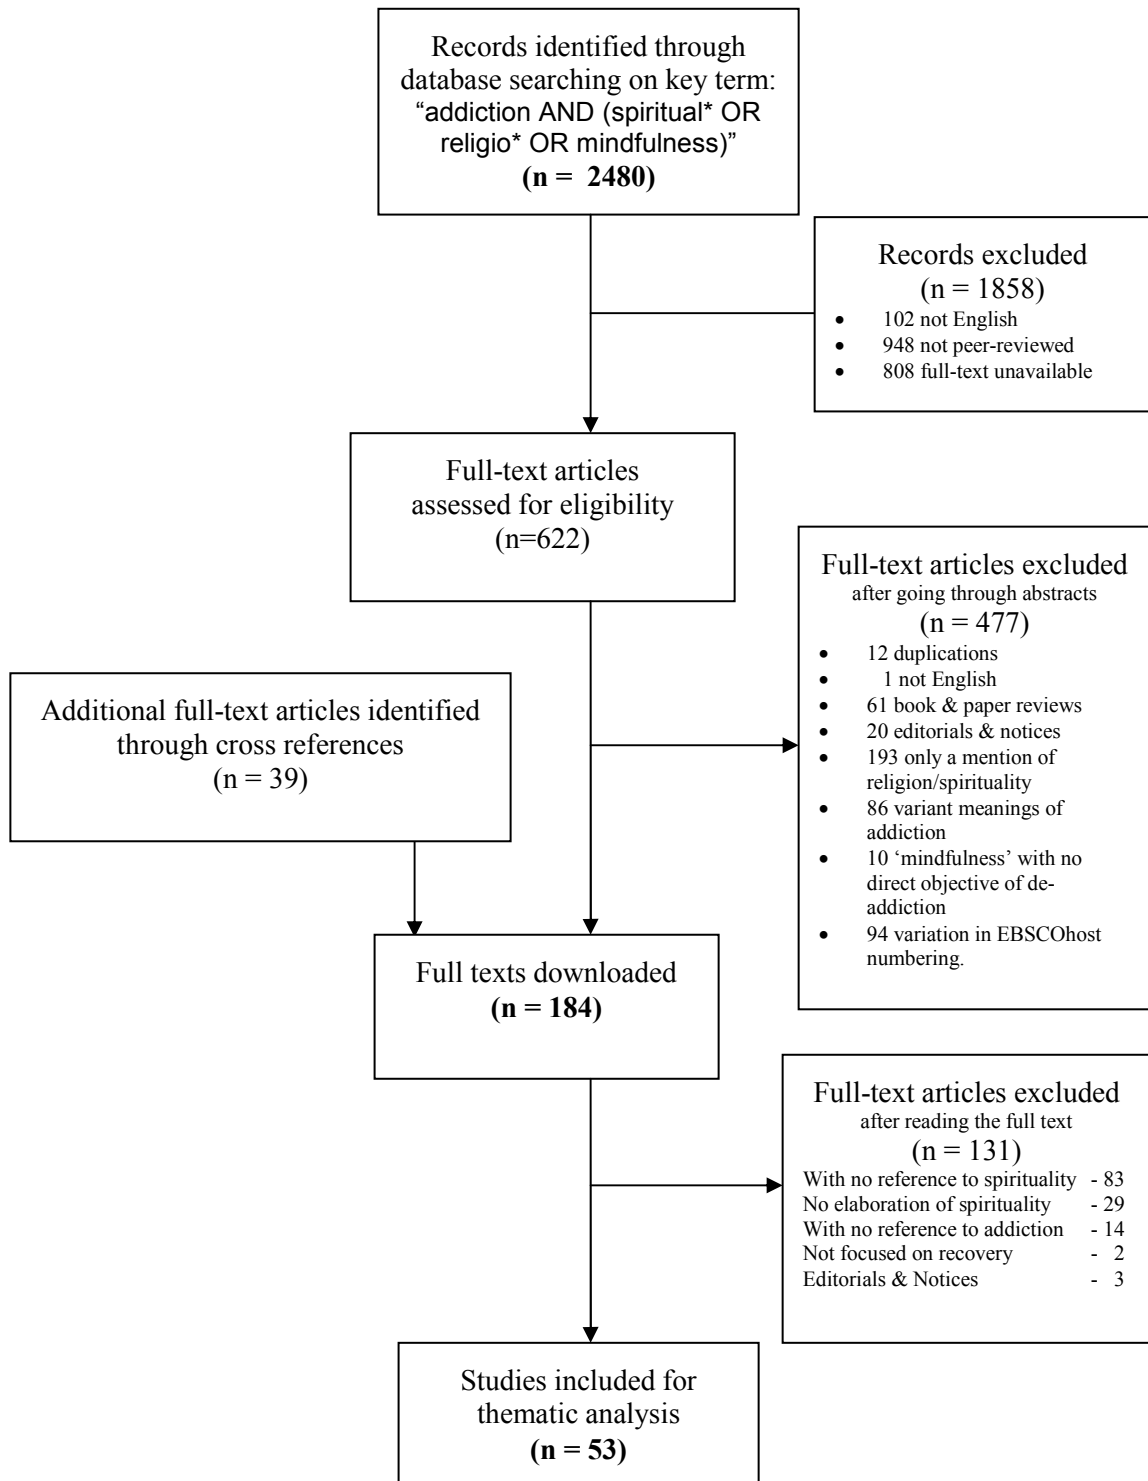 Records identified through
database searching on key term:
“addiction AND (spiritual* OR
religio* OR mindfulness)”
(n = 2480)
Records excluded
(n = 1858)
• 102 not English
• 948 not peer-reviewed
• 808 full-text unavailable
Full-text articles
assessed for eligibility
(n=622)
Full-text articles excluded
after going through abstracts
(n = 477)
• 12 duplications
• 1 not English
• 61 book & paper reviews
• 20 editorials & notices
• 193 only a mention of
religion/spirituality
• 86 variant meanings of
addiction
• 10 ‘mindfulness’ with no
direct objective of de-
addiction
• 94 variation in EBSCOhost
numbering.
Additional full-text articles identified
through cross references
(n = 39)
Full texts downloaded
(n = 184)
Full-text articles excluded
after reading the full text
(n = 131)
With no reference to spirituality - 83
No elaboration of spirituality - 29
With no reference to addiction - 14
Not focused on recovery - 2
Editorials & Notices - 3
Studies included for
thematic analysis
(n = 53)